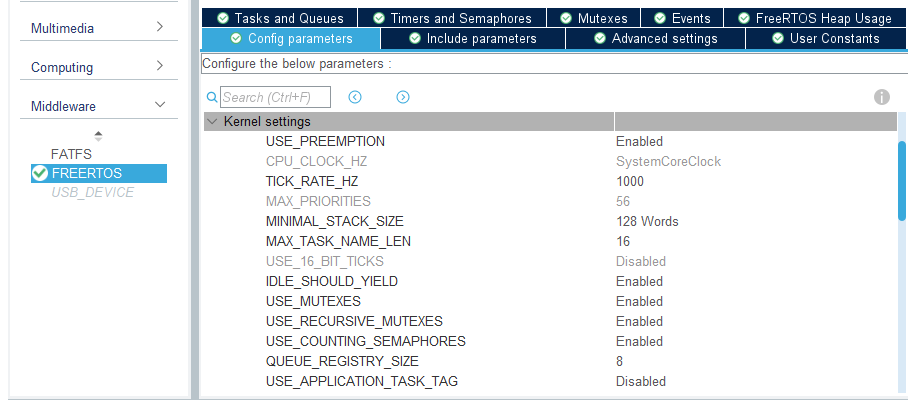 Multimedia
Computing
Middleware
FATFS
FREERTOS
USB_DEVICE
Tasks and Queues Timers and Semaphores Mutexes Events FreeRTOS Heap Usage
Config parameters Include parameters Advanced settings User Constants
Configure the below parameters :
Search (Ctrl+F)
Kernel settings
USE_PREEMPTION Enabled
CPU_CLOCK_HZ SystemCoreClock
TICK_RATE_HZ 1000
MAX_PRIORITIES 56
MINIMAL_STACK_SIZE 128 Words
MAX_TASK_NAME_LEN 16
USE_16_BIT_TICKS Disabled
IDLE_SHOULD_YIELD Enabled
USE_MUTEXES Enabled
USE_RECURSIVE_MUTEXES Enabled
USE_COUNTING_SEMAPHORES Enabled
QUEUE_REGISTRY_SIZE 8
USE_APPLICATION_TASK_TAG Disabled